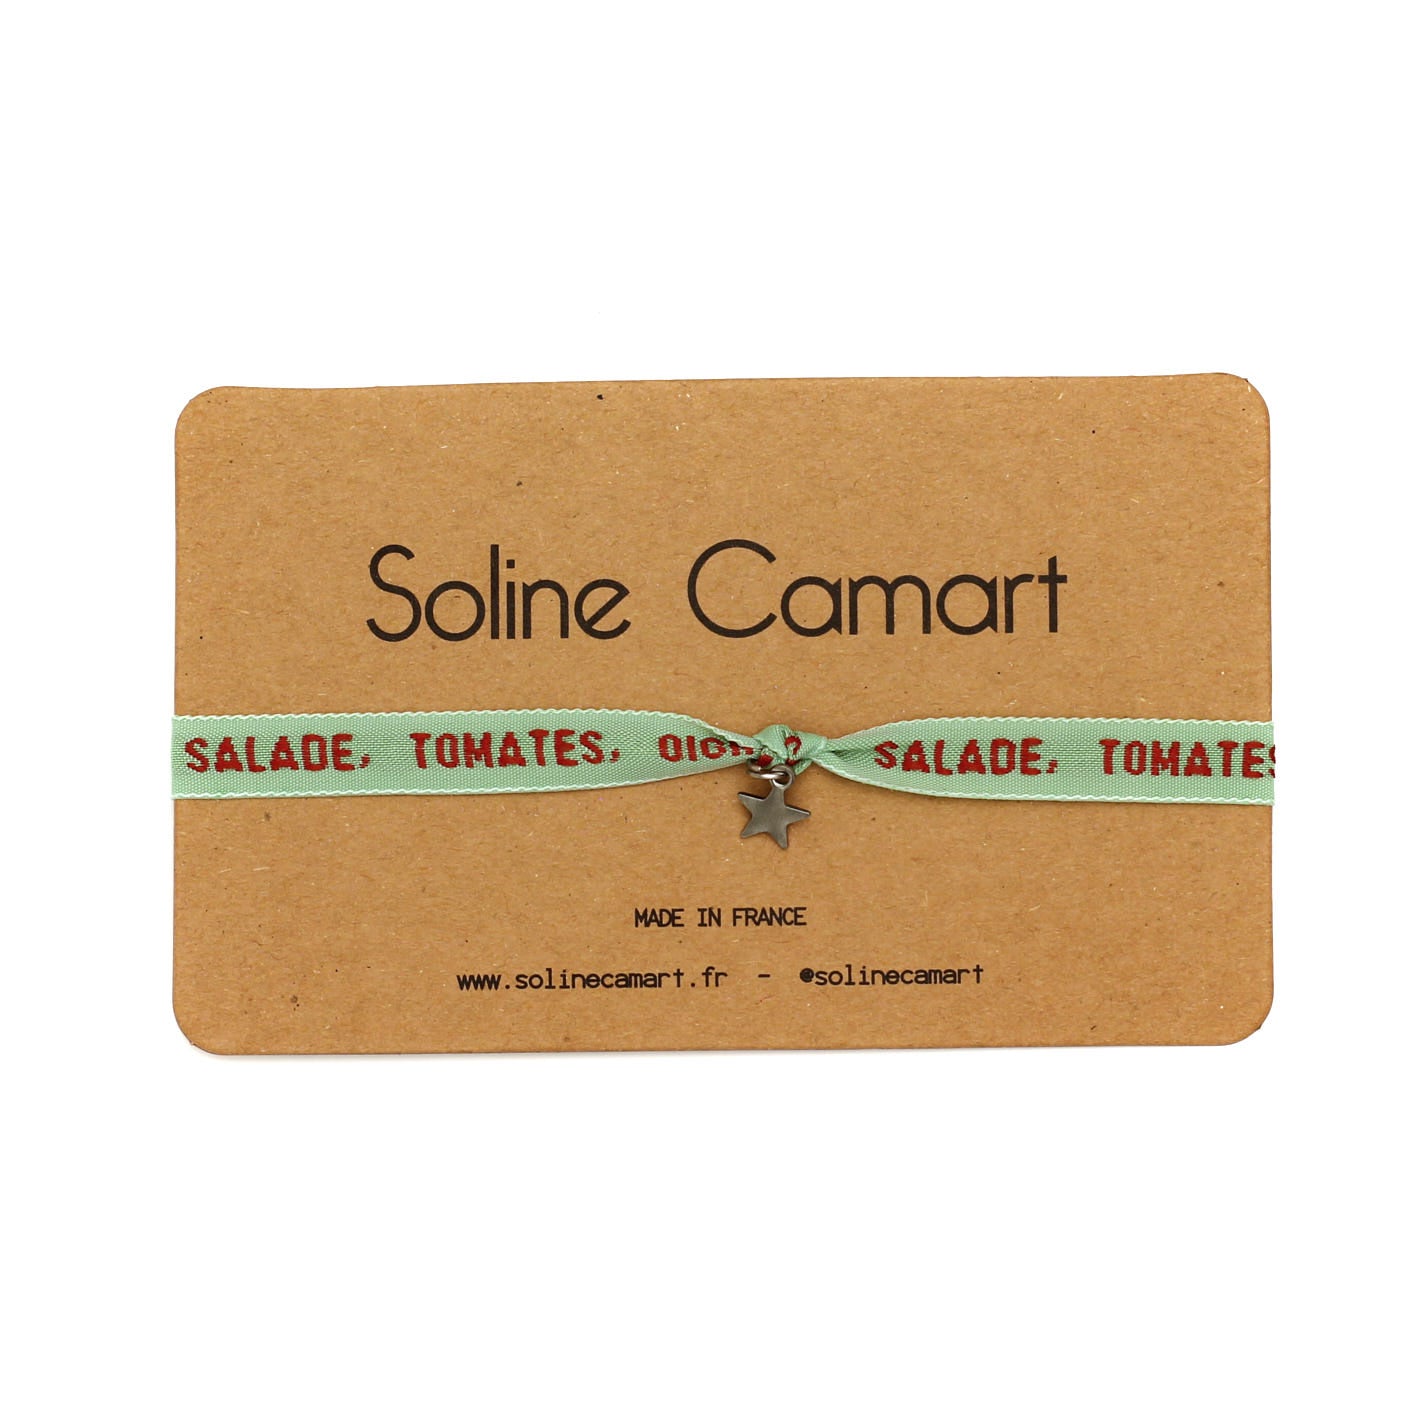 Soline Camart
SALADE, TOMATES, SALADE, TOMATES
MADE IN FRANCE
www.solinecamart.fr - @solinecamart